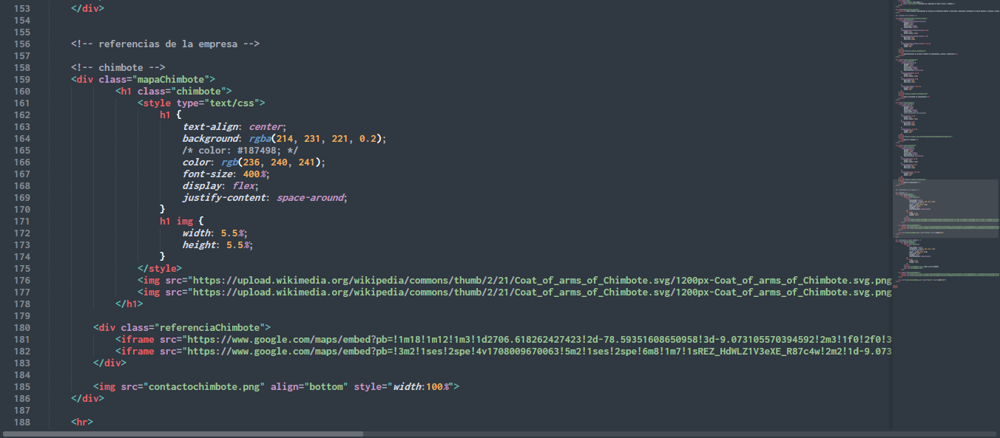 153 </div>
154
155
156 <!-- referencias de la empresa -->
157
158 <!-- chimbote -->
159 <div class="mapaChimbote">
160 <h1 class="chimbote">
161 <style type="text/css">
162 h1 {
163 text-align: center;
164 background: rgba(214, 231, 221, 0.2);
165 /* color: #187498; */
166 color: rgb(236, 240, 241);
167 font-size: 400%;
168 display: flex;
169 justify-content: space-around;
170 }
171 h1 img {
172 width: 5.5%;
173 height: 5.5%;
174 }
175 </style>
176 <img src="https://upload.wikimedia.org/wikipedia/commons/thumb/2/21/Coat_of_arms_of_Chimbote.svg/1200px-Coat_of_arms_of_Chimbote.svg.png
177 <img src="https://upload.wikimedia.org/wikipedia/commons/thumb/2/21/Coat_of_arms_of_Chimbote.svg/1200px-Coat_of_arms_of_Chimbote.svg.png
178 </h1>
179
180 <div class="referenciaChimbote">
181 <iframe src="https://www.google.com/maps/embed?pb=!1m18!1m12!1m3!1d2706.618262427423!2d-78.59351608650958!3d-9.073105570394592!2m3!1f0!2f0!3
182 <iframe src="https://www.google.com/maps/embed?pb=!3m2!1ses!2spe!4v1708009670063!5m2!1ses!2spe!6m8!1m7!1sREZ_HdWLZ1V3eXE_R87c4w!2m2!1d-9.073
183 </div>
184
185 <img src="contactochimbote.png" align="bottom" style="width:100%">
186 </div>
187
188 <hr>